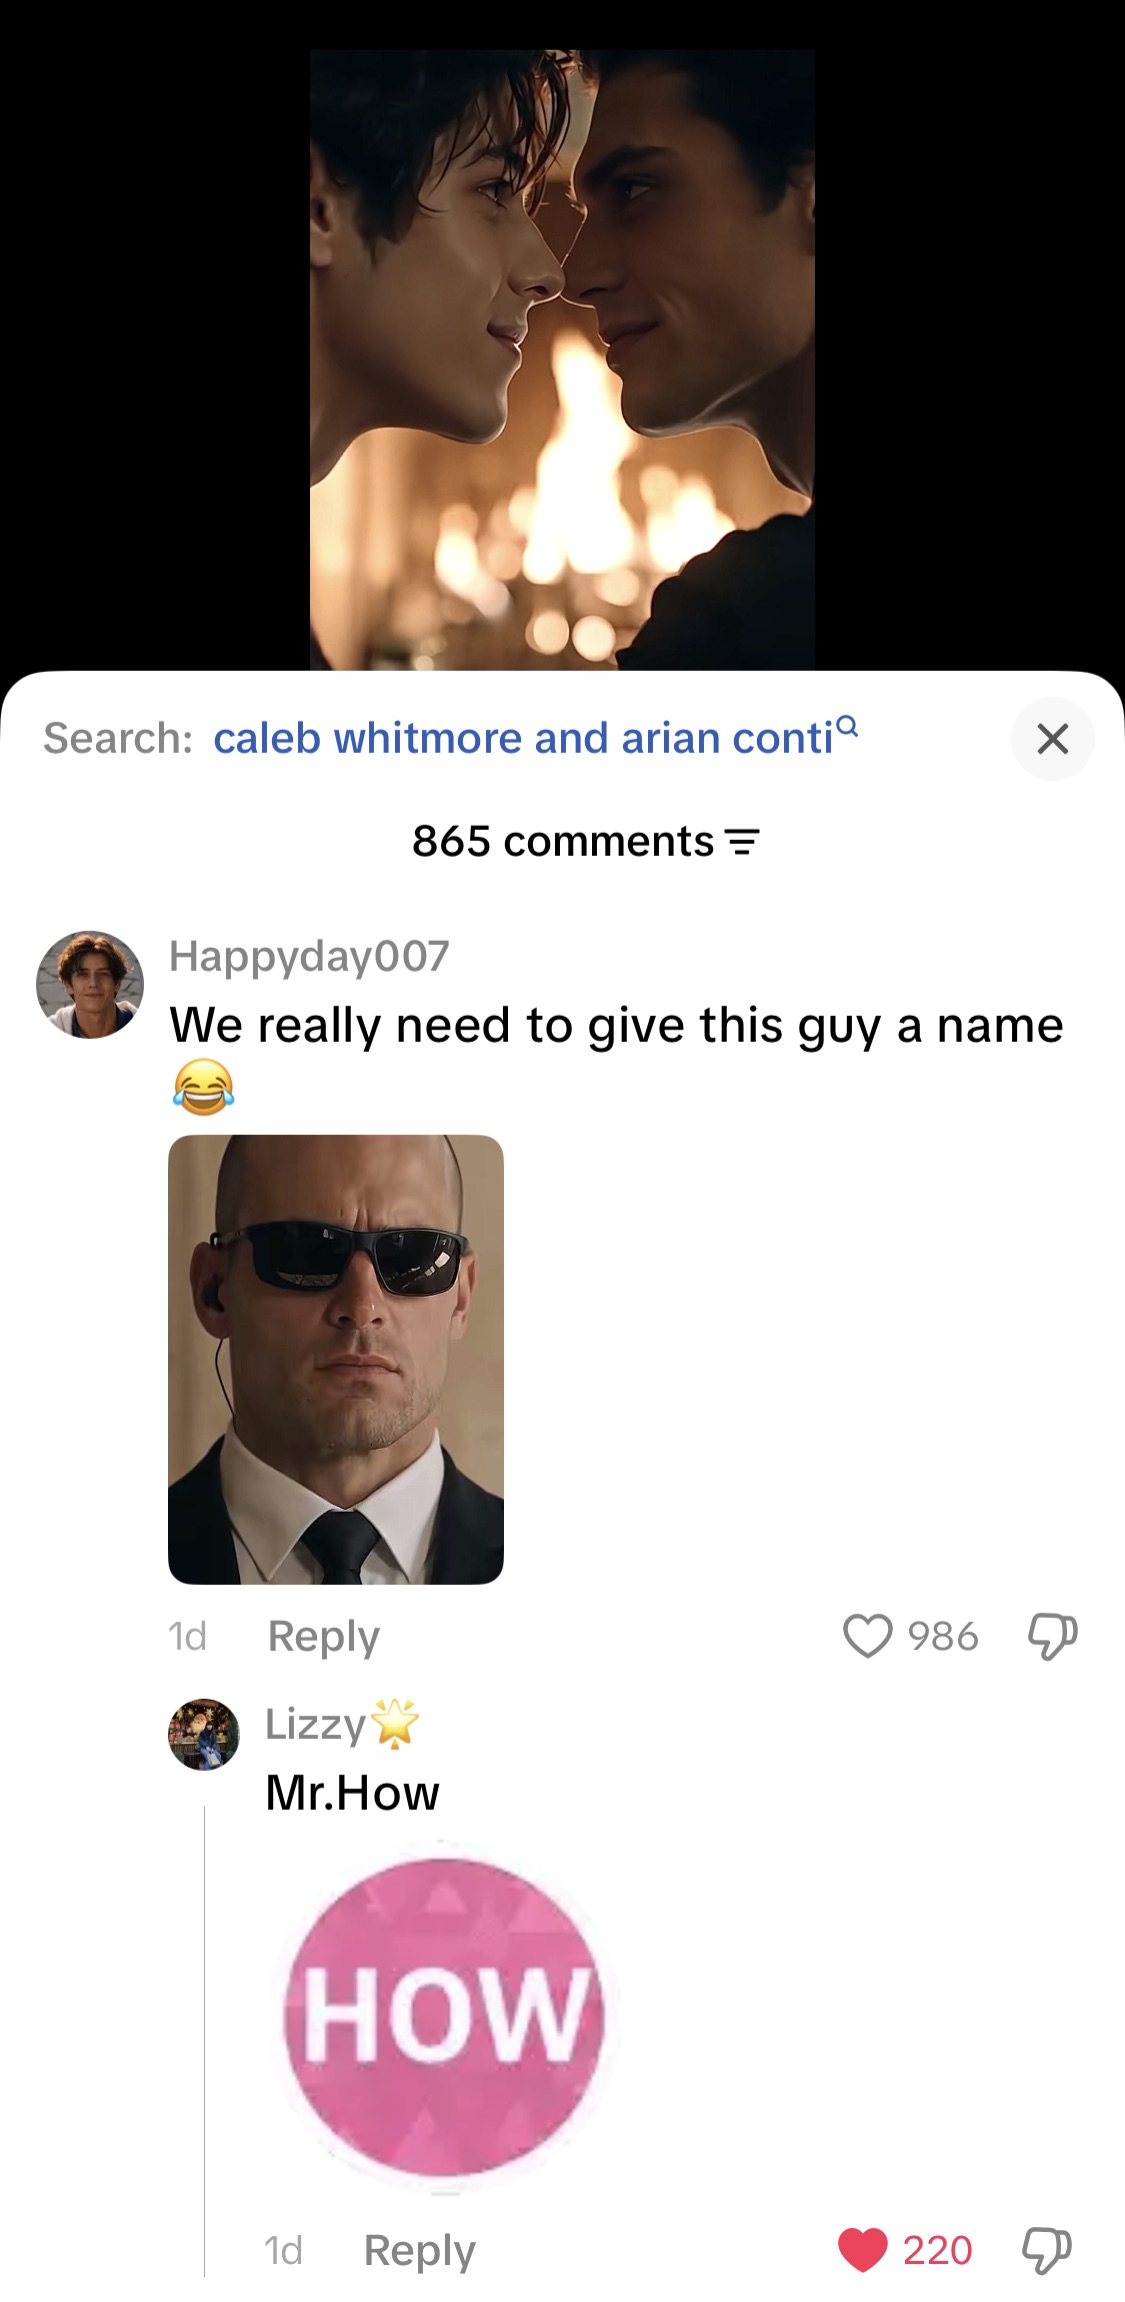 Search: caleb whitmore and arian conti
865 comments
Happyday007
We really need to give this guy a name
😂
1d Reply 986
Lizzy🌟
Mr.How
HOW
1d Reply 220